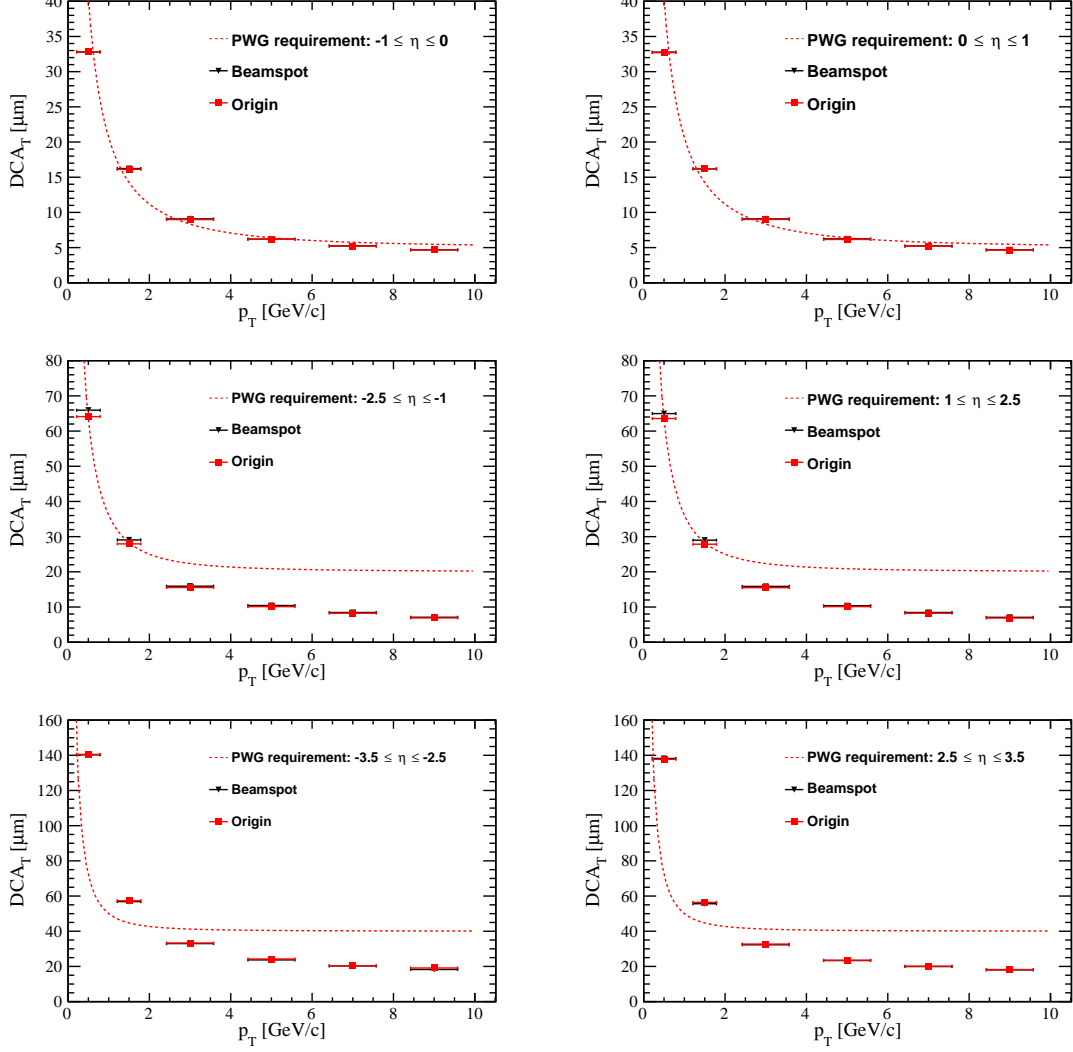 40
35
30
25
20
15
10
5
0
DCA_T [μm]
PWG requirement: -1 ≤ η ≤ 0
Beamspot
Origin
0 2 4 6 8 10
p_T [GeV/c]
40
35
30
25
20
15
10
5
0
DCA_T [μm]
PWG requirement: 0 ≤ η ≤ 1
Beamspot
Origin
0 2 4 6 8 10
p_T [GeV/c]
80
70
60
50
40
30
20
10
0
DCA_T [μm]
PWG requirement: -2.5 ≤ η ≤ -1
Beamspot
Origin
0 2 4 6 8 10
p_T [GeV/c]
80
70
60
50
40
30
20
10
0
DCA_T [μm]
PWG requirement: 1 ≤ η ≤ 2.5
Beamspot
Origin
0 2 4 6 8 10
p_T [GeV/c]
160
140
120
100
80
60
40
20
0
DCA_T [μm]
PWG requirement: -3.5 ≤ η ≤ -2.5
Beamspot
Origin
0 2 4 6 8 10
p_T [GeV/c]
160
140
120
100
80
60
40
20
0
DCA_T [μm]
PWG requirement: 2.5 ≤ η ≤ 3.5
Beamspot
Origin
0 2 4 6 8 10
p_T [GeV/c]